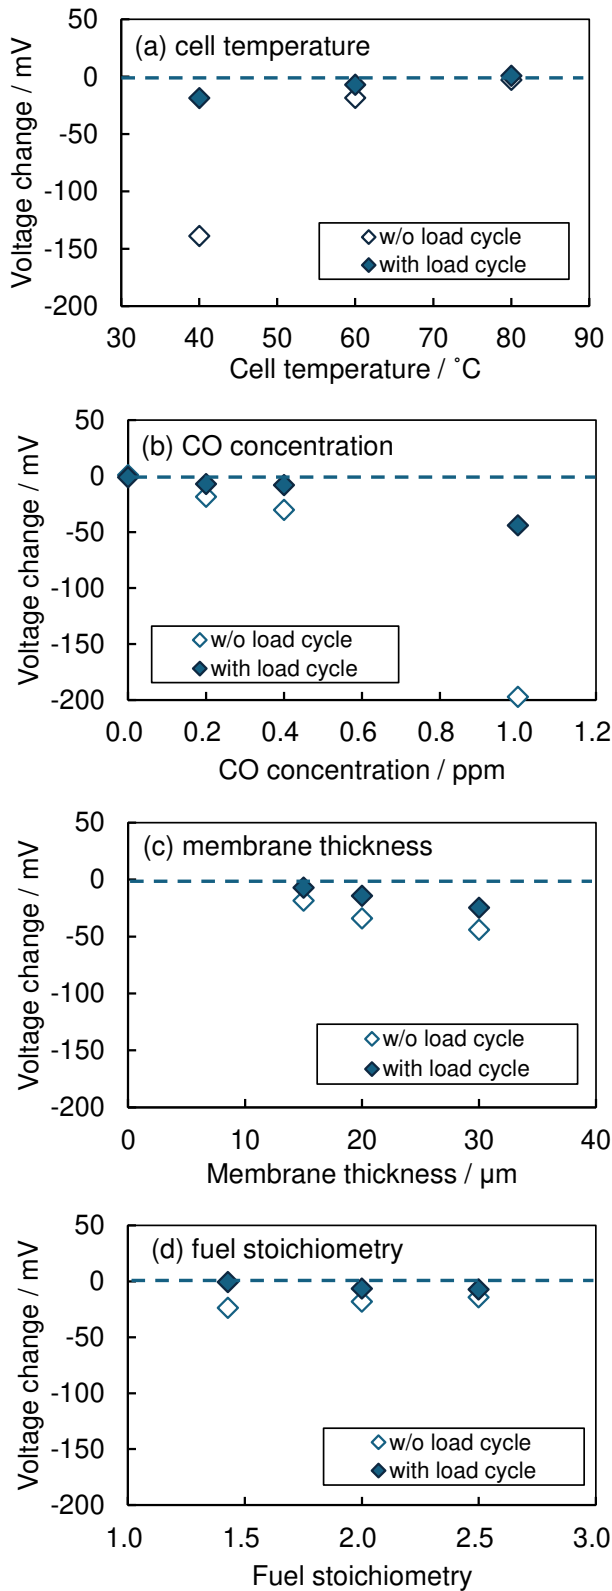 (a) cell temperature
50
0
-50
-100
-150
-200
Voltage change / mV
w/o load cycle
with load cycle
30 40 50 60 70 80 90
Cell temperature / ˚C
(b) CO concentration
50
0
-50
-100
-150
-200
Voltage change / mV
w/o load cycle
with load cycle
0.0 0.2 0.4 0.6 0.8 1.0 1.2
CO concentration / ppm
(c) membrane thickness
50
0
-50
-100
-150
-200
Voltage change / mV
w/o load cycle
with load cycle
0 10 20 30 40
Membrane thickness / µm
(d) fuel stoichiometry
50
0
-50
-100
-150
-200
Voltage change / mV
w/o load cycle
with load cycle
1.0 1.5 2.0 2.5 3.0
Fuel stoichiometry